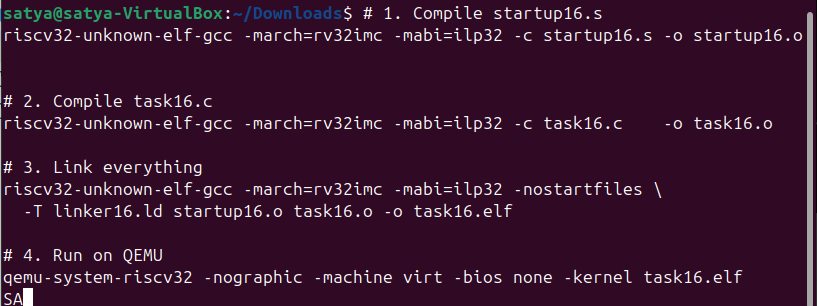 satya@satya-VirtualBox:~/Downloads$ # 1. Compile startup16.s
riscv32-unknown-elf-gcc -march=rv32imc -mabi=ilp32 -c startup16.s -o startup16.o
# 2. Compile task16.c
riscv32-unknown-elf-gcc -march=rv32imc -mabi=ilp32 -c task16.c    -o task16.o
# 3. Link everything
riscv32-unknown-elf-gcc -march=rv32imc -mabi=ilp32 -nostartfiles \
  -T linker16.ld startup16.o task16.o -o task16.elf
# 4. Run on QEMU
qemu-system-riscv32 -nographic -machine virt -bios none -kernel task16.elf
SA